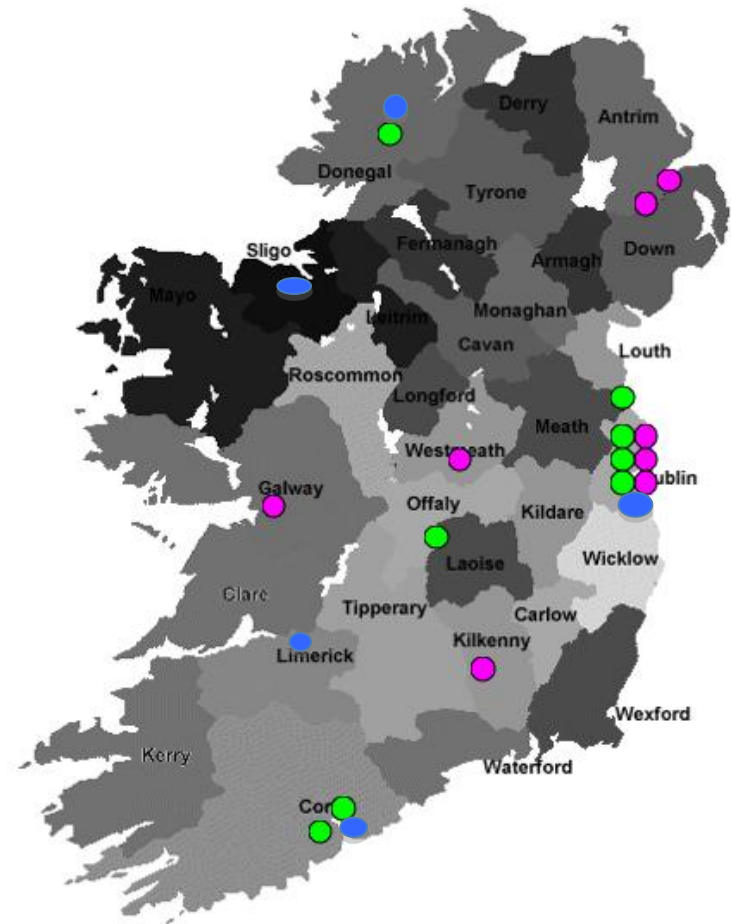 Derry
Antrim
Donegal
Tyrone
Sligo
Fermanagh
Down
Armagh
Mayo
Monaghan
Leitrim
Cavan
Louth
Roscommon
Longford
Meath
Westmeath
ublin
Galway
Offaly
Kildare
Wicklow
Laoise
Clare
Tipperary
Carlow
Kilkenny
Limerick
Wexford
Kerry
Waterford
Cor